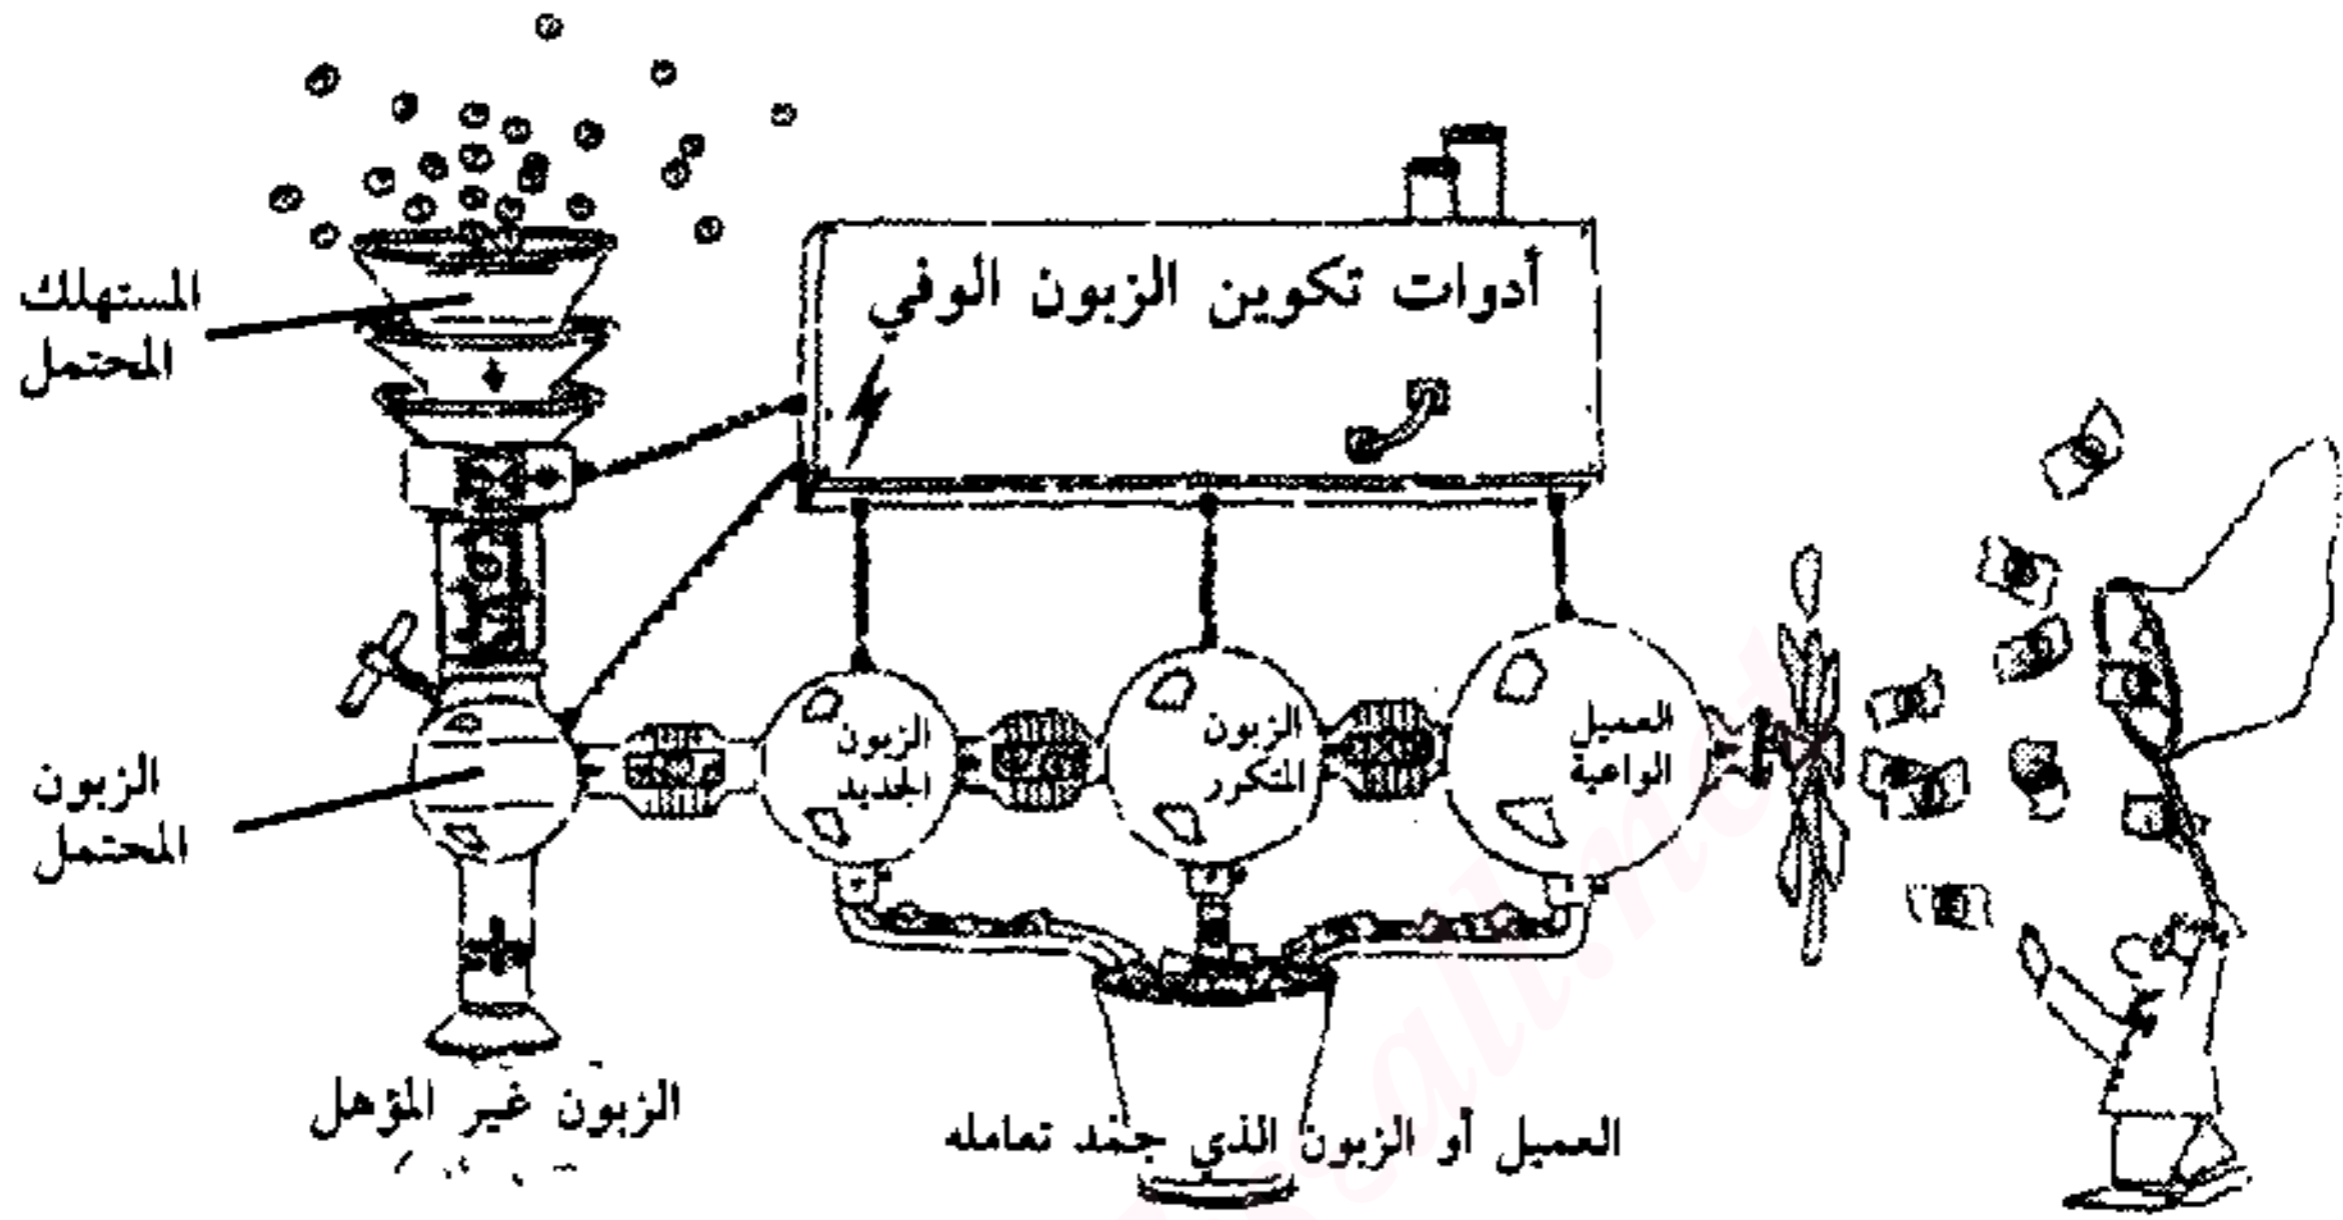 أدوات تكوين الزبون الوفي
المستهلك
المحتمل
الزبون
المحتمل
الزبون
الجديد
الزبون
المتكرر
العميل
الراعية
الزبون غير المؤهل
العميل أو الزبون الذي جمد تعامله